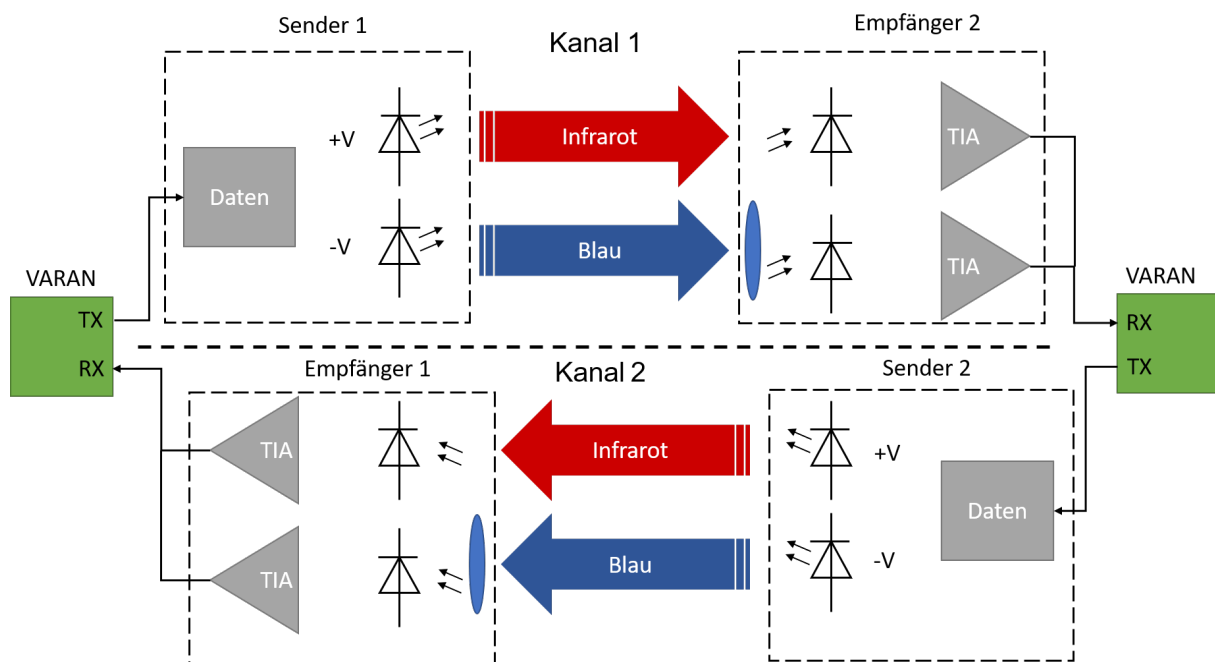 Sender 1
Kanal 1
Empfänger 2
+V
Infrarot
TIA
Daten
-V
Blau
TIA
VARAN
VARAN
TX
RX
RX
TX
Empfänger 1
Kanal 2
Sender 2
TIA
Infrarot
+V
Daten
TIA
Blau
-V